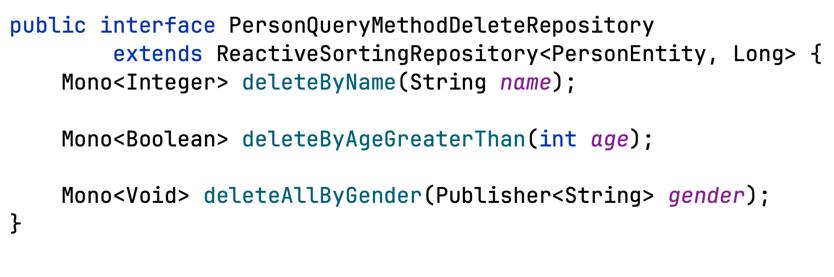 public interface PersonQueryMethodDeleteRepository
        extends ReactiveSortingRepository<PersonEntity, Long> {
    Mono<Integer> deleteByName(String name);

    Mono<Boolean> deleteByAgeGreaterThan(int age);

    Mono<Void> deleteAllByGender(Publisher<String> gender);
}